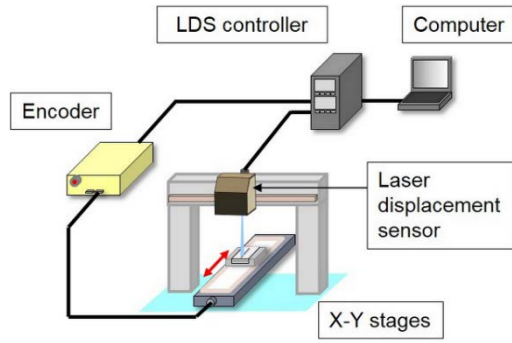 LDS controller
Computer
Encoder
Laser
displacement
sensor
X-Y stages